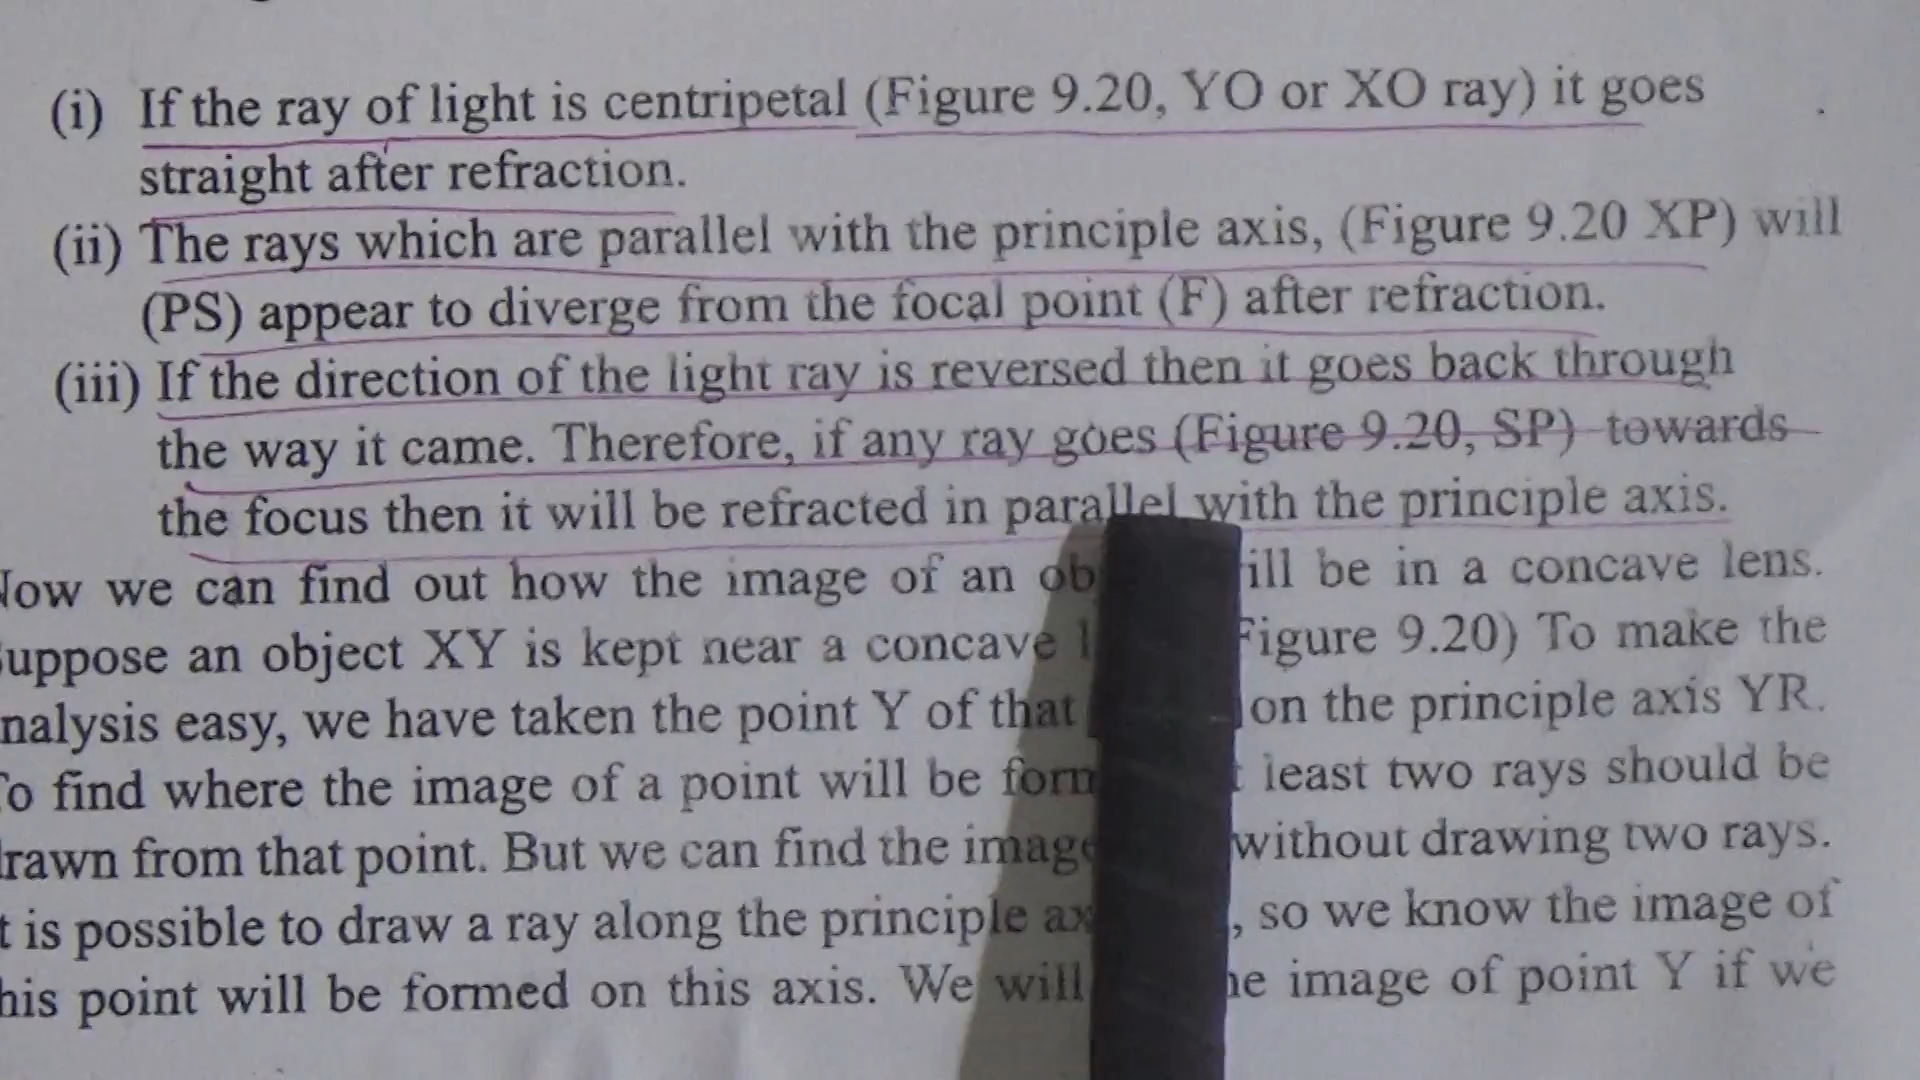 (i) If the ray of light is centripetal (Figure 9.20, YO or XO ray) it goes
straight after refraction.
(ii) The rays which are parallel with the principle axis, (Figure 9.20 XP) will
(PS) appear to diverge from the focal point (F) after refraction.
(iii) If the direction of the light ray is reversed then it goes back through
the way it came. Therefore, if any ray goes (Figure 9.20, SP) towards
the focus then it will be refracted in parallel with the principle axis.
we can find out how the image of an be in a concave lens.
an object XY is kept near a concave 9.20) To make the
easy, we have taken the point Y of that on the principle axis YR.
find where the image of a point will be least two rays should be
from that point. But we can find the image without drawing two rays.
is possible to draw a ray along the principle , so we know the image of
point will be formed on this axis. We will image of point Y if we